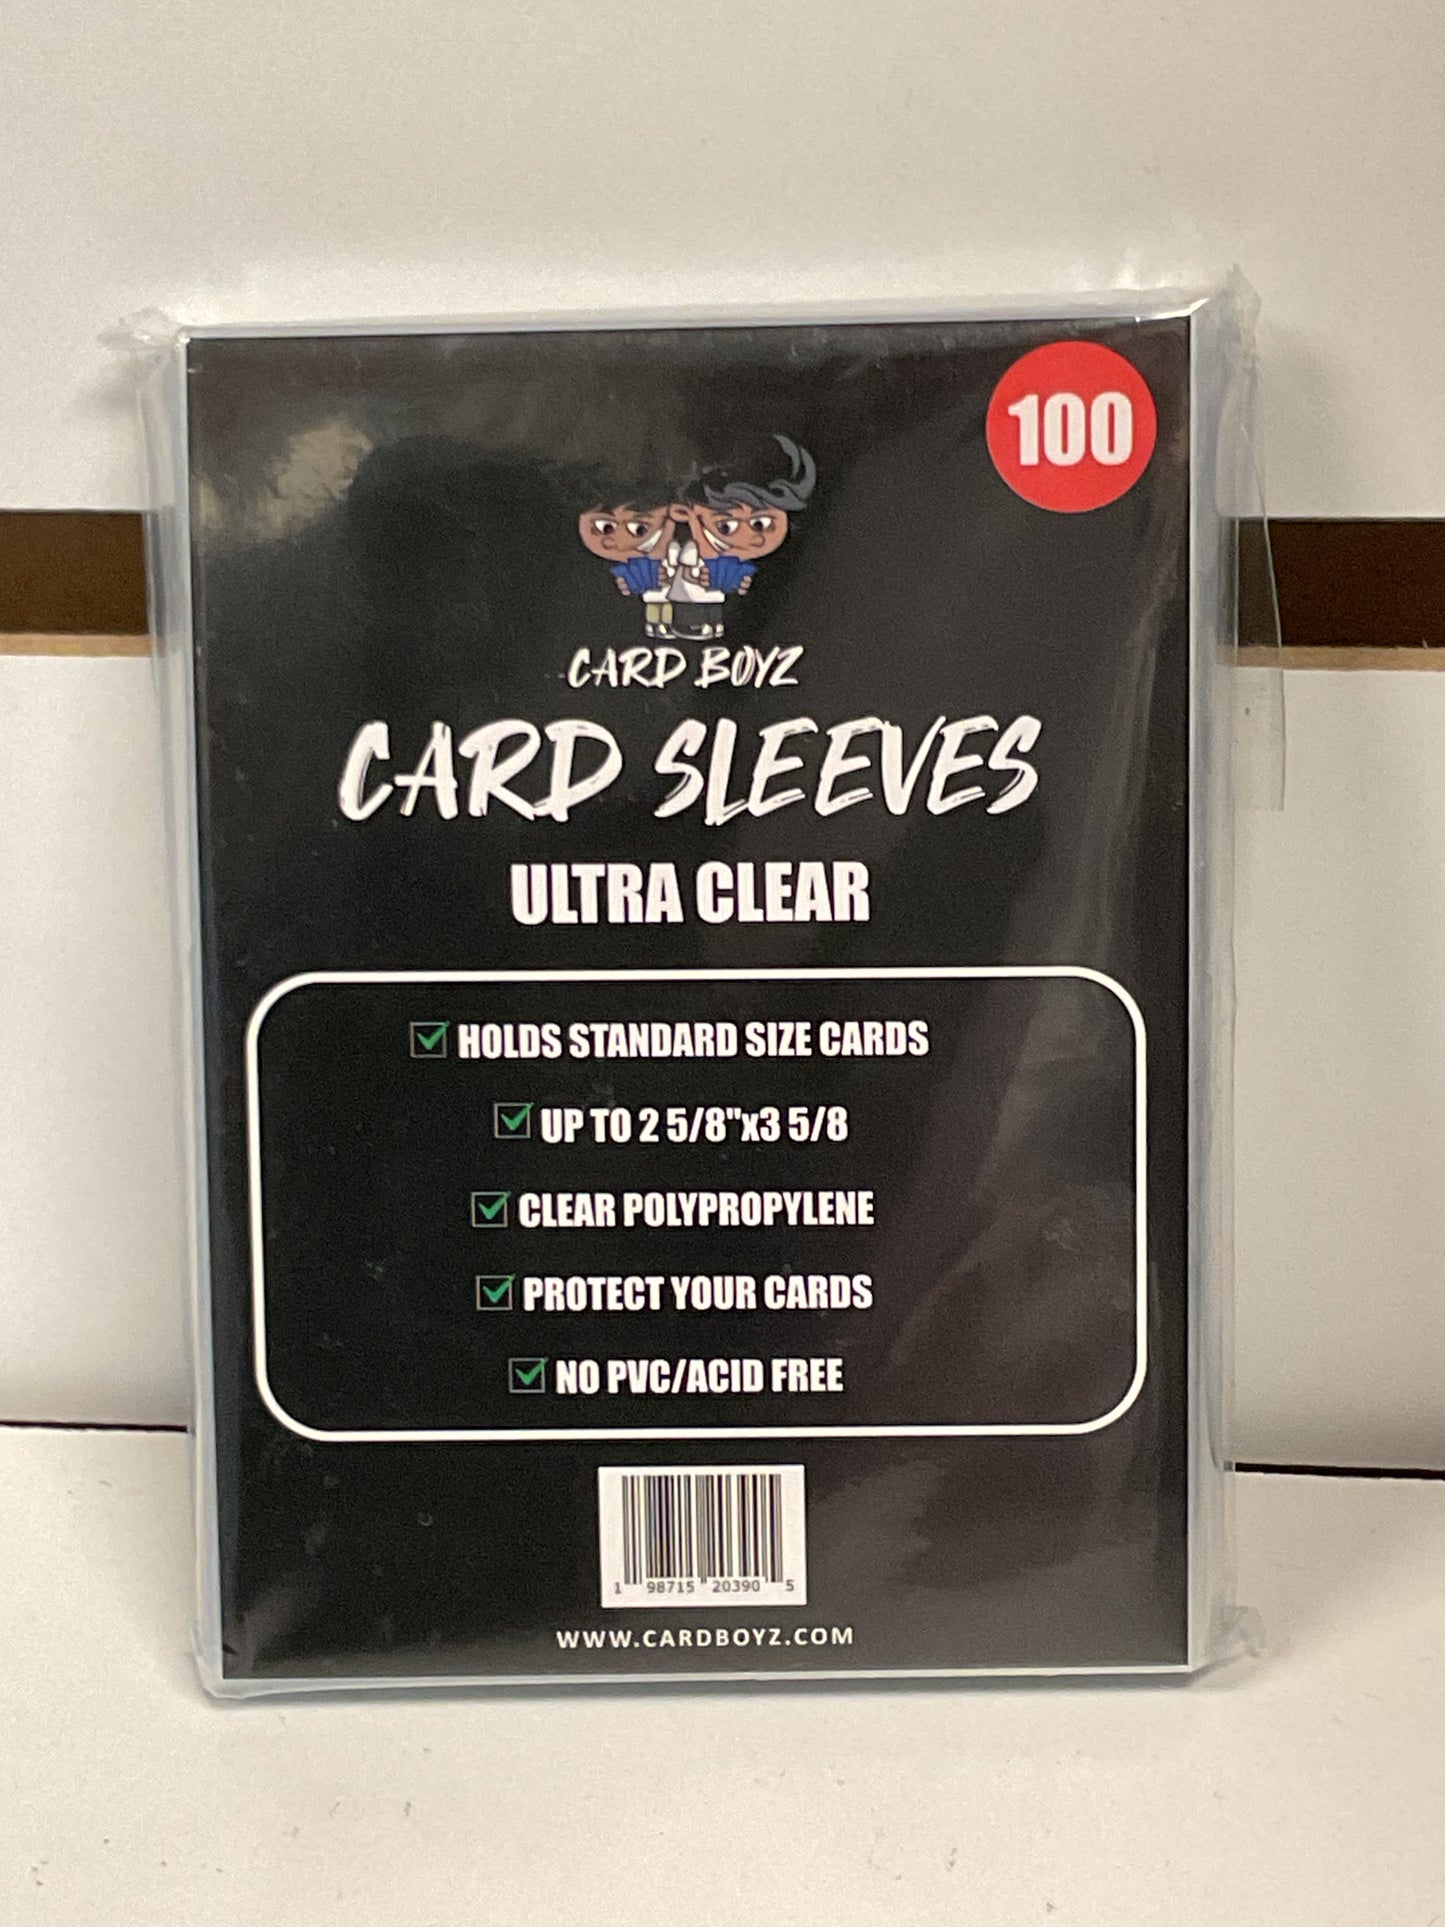 100
CARD BOYZ
CARD SLEEVES
ULTRA CLEAR
HOLDS STANDARD SIZE CARDS
UP TO 2 5/8"x3 5/8
CLEAR POLYPROPYLENE
PROTECT YOUR CARDS
NO PVC/ACID FREE
1 98715 20390 5
WWW.CARDBOYZ.COM